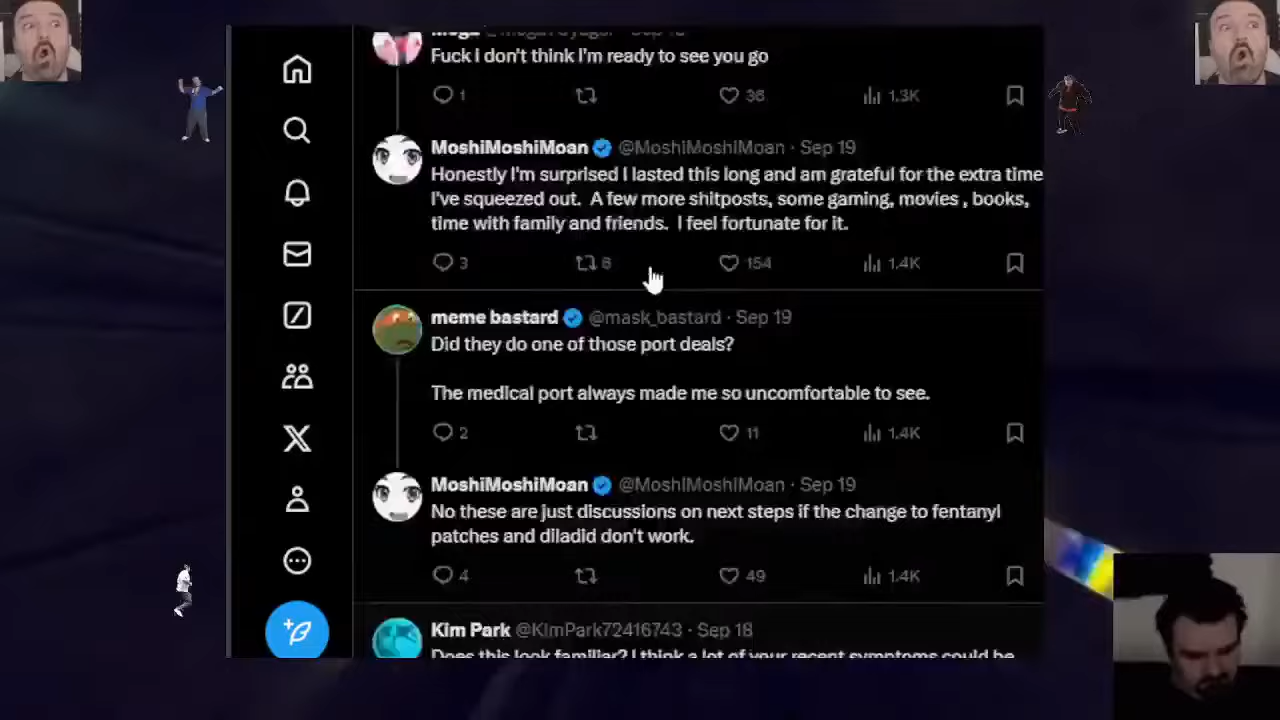 Fuck I don't think I'm ready to see you go
1 36 1.3K
MoshiMoshiMoan @MoshiMoshiMoan · Sep 19
Honestly I'm surprised I lasted this long and am grateful for the extra time
I've squeezed out. A few more shitposts, some gaming, movies , books,
time with family and friends. I feel fortunate for it.
3 6 154 1.4K
meme bastard @mask_bastard · Sep 19
Did they do one of those port deals?
The medical port always made me so uncomfortable to see.
2 11 1.4K
MoshiMoshiMoan @MoshiMoshiMoan · Sep 19
No these are just discussions on next steps if the change to fentanyl
patches and diladid don't work.
4 49 1.4K
Kim Park @KimPark72416743 · Sep 18
Does this look familiar? I think a lot of your recent symptoms could be